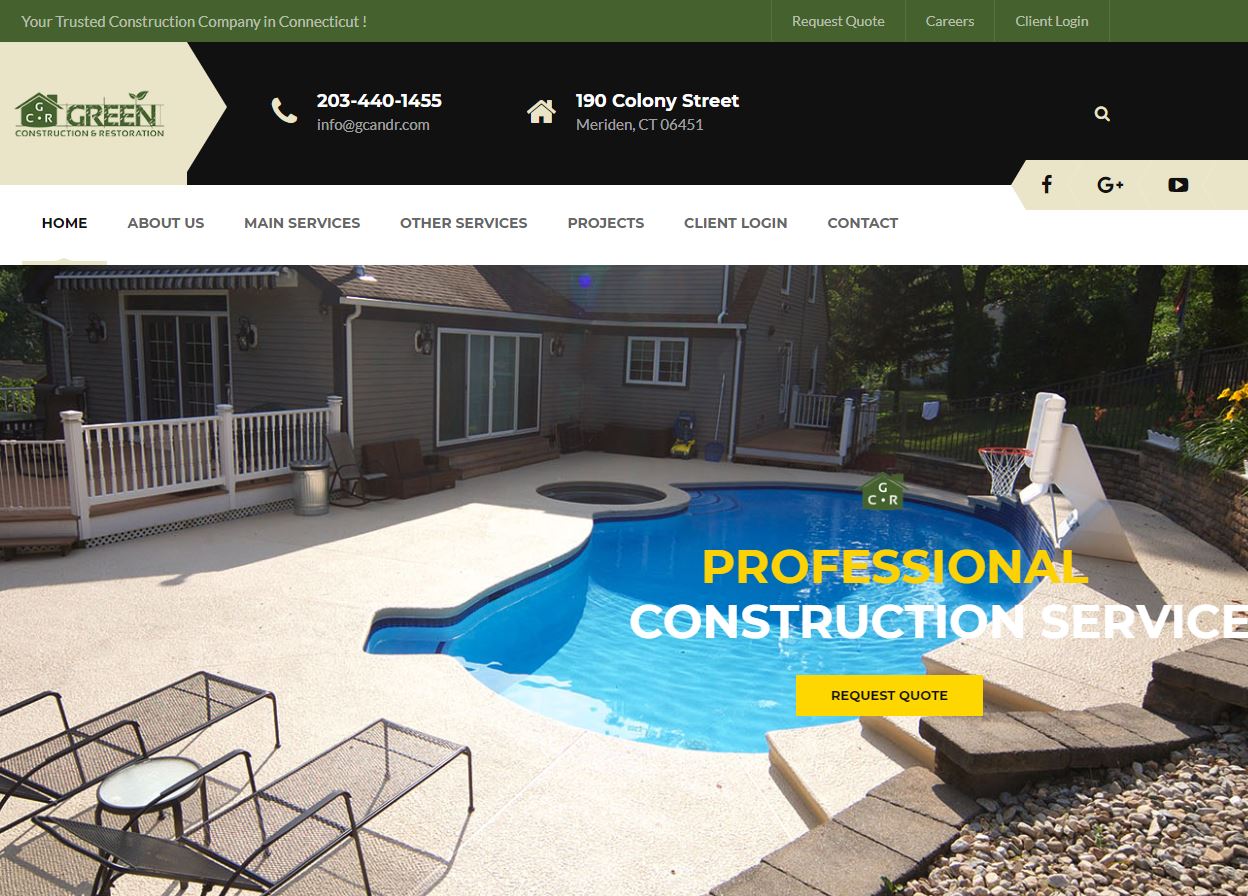 Your Trusted Construction Company in Connecticut !
Request Quote
Careers
Client Login
G
C • R
GREEN
CONSTRUCTION & RESTORATION
203-440-1455
info@gcandr.com
190 Colony Street
Meriden, CT 06451
f
G+
HOME
ABOUT US
MAIN SERVICES
OTHER SERVICES
PROJECTS
CLIENT LOGIN
CONTACT
G
C • R
PROFESSIONAL
CONSTRUCTION SERVICE
REQUEST QUOTE